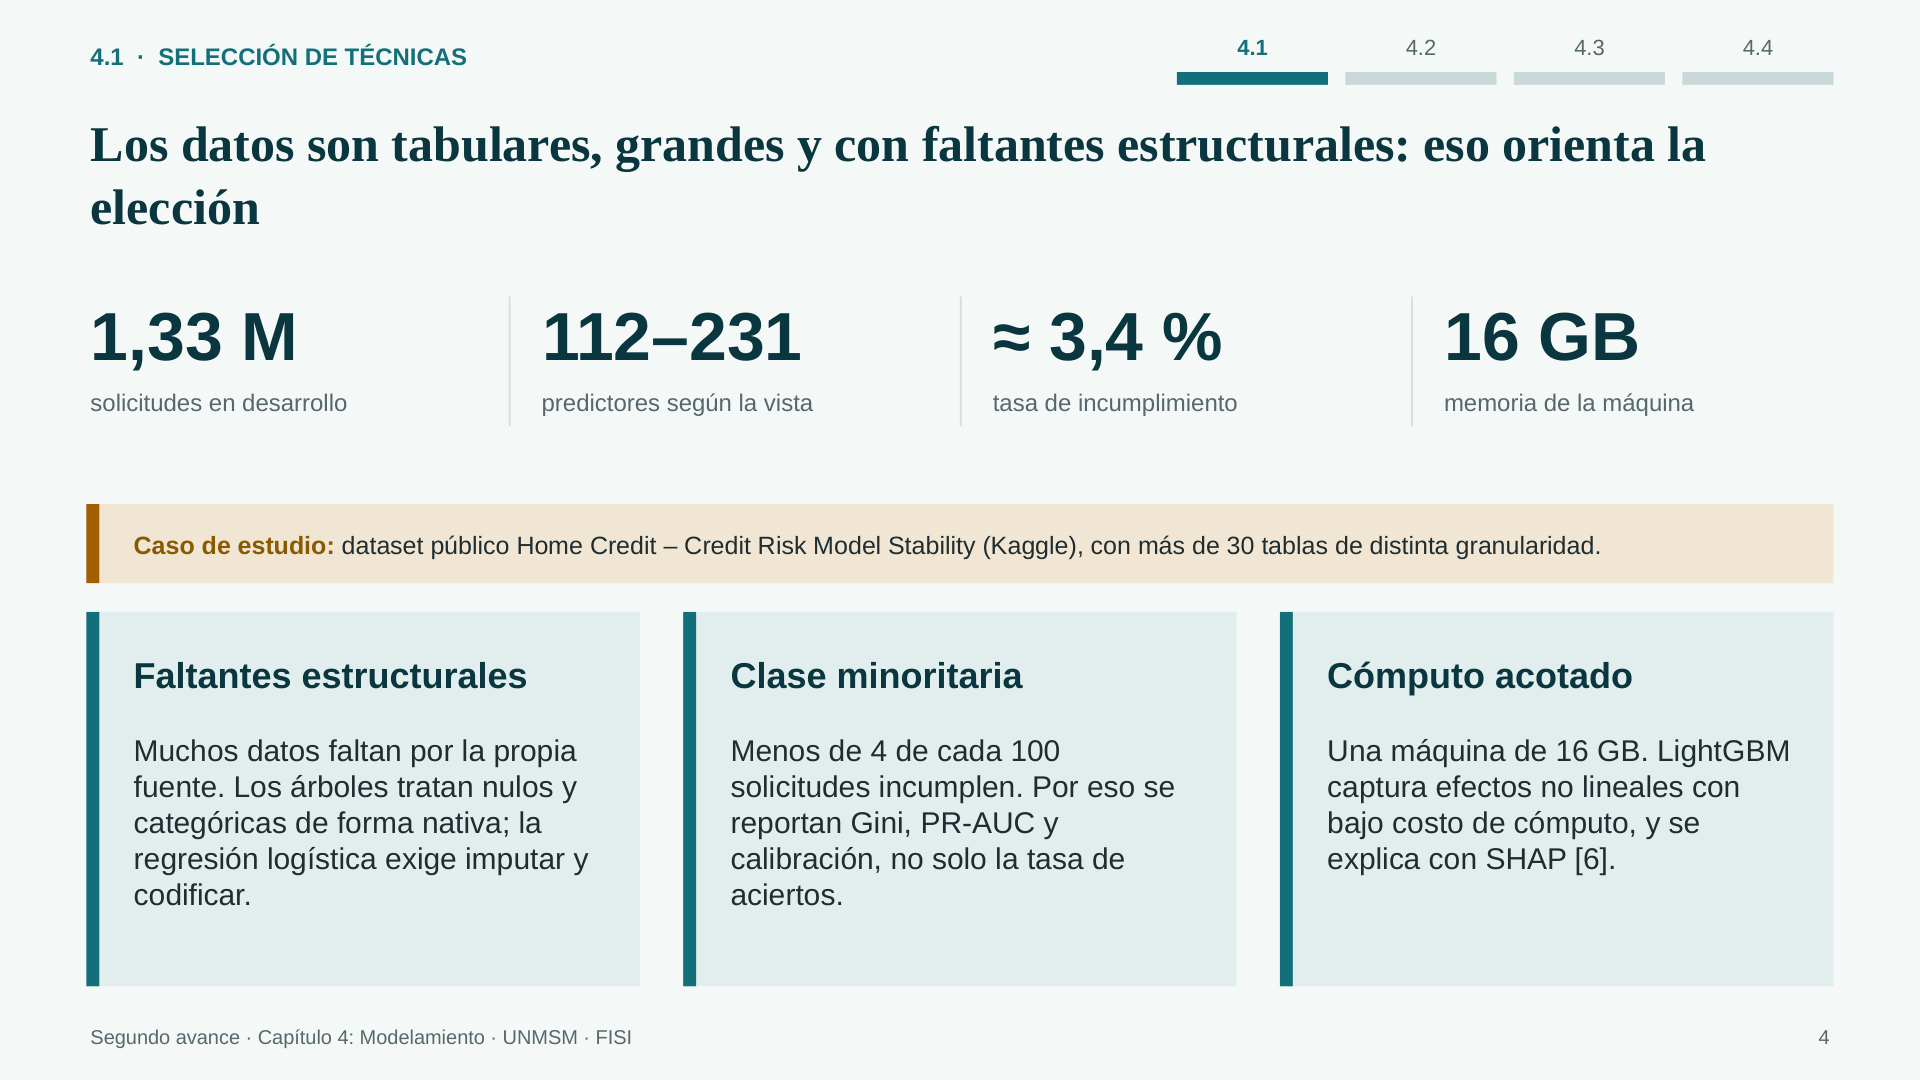 4.1 · SELECCIÓN DE TÉCNICAS
4.1 4.2 4.3 4.4
Los datos son tabulares, grandes y con faltantes estructurales: eso orienta la
elección
1,33 M
solicitudes en desarrollo
112–231
predictores según la vista
≈ 3,4 %
tasa de incumplimiento
16 GB
memoria de la máquina
Caso de estudio: dataset público Home Credit – Credit Risk Model Stability (Kaggle), con más de 30 tablas de distinta granularidad.
Faltantes estructurales
Muchos datos faltan por la propia
fuente. Los árboles tratan nulos y
categóricas de forma nativa; la
regresión logística exige imputar y
codificar.
Clase minoritaria
Menos de 4 de cada 100
solicitudes incumplen. Por eso se
reportan Gini, PR-AUC y
calibración, no solo la tasa de
aciertos.
Cómputo acotado
Una máquina de 16 GB. LightGBM
captura efectos no lineales con
bajo costo de cómputo, y se
explica con SHAP [6].
Segundo avance · Capítulo 4: Modelamiento · UNMSM · FISI
4